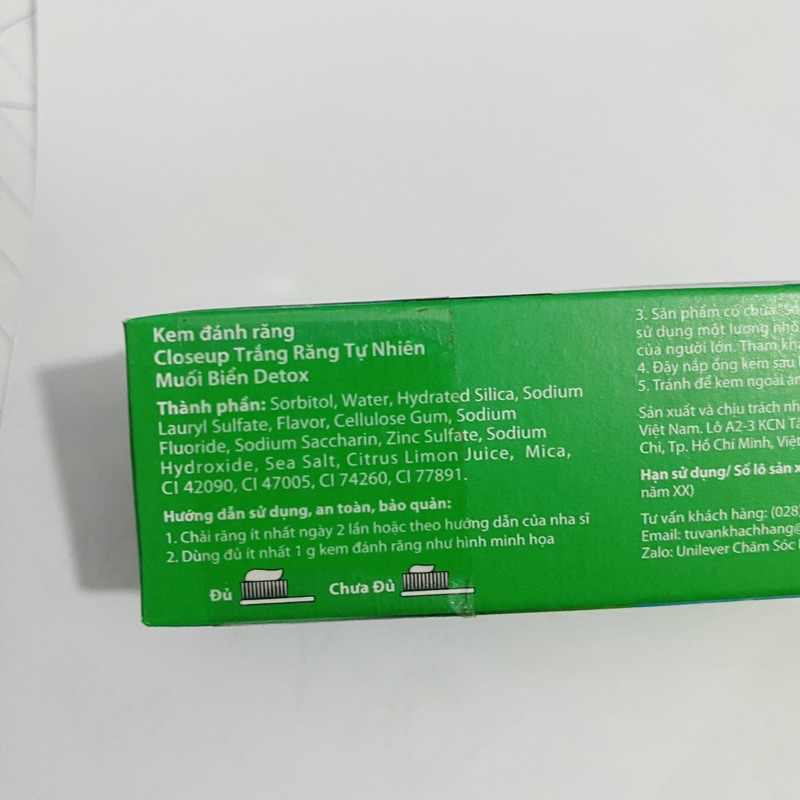 Kem đánh răng
Closeup Trắng Răng Tự Nhiên
Muối Biển Detox
Thành phần: Sorbitol, Water, Hydrated Silica, Sodium
Lauryl Sulfate, Flavor, Cellulose Gum, Sodium
Fluoride, Sodium Saccharin, Zinc Sulfate, Sodium
Hydroxide, Sea Salt, Citrus Limon Juice, Mica,
CI 42090, CI 47005, CI 74260, CI 77891.
Hướng dẫn sử dụng, an toàn, bảo quản:
1. Chải răng ít nhất ngày 2 lần hoặc theo hướng dẫn của nha sĩ
2. Dùng đủ ít nhất 1 g kem đánh răng như hình minh họa
Đủ
Chưa Đủ
3. Sản phẩm có chứa
sử dụng một lượng nhỏ
của người lớn. Tham
4. Đậy nắp ống kem sau
5. Tránh để kem ngoài
Sản xuất và chịu trách
Việt Nam. Lô A2-3 KCN
Chi, Tp. Hồ Chí Minh, Việt
Hạn sử dụng/ Số lô sản
năm XX)
Tư vấn khách hàng: (028)
Email: tuvankhachhang@
Zalo: Unilever Chăm Sóc